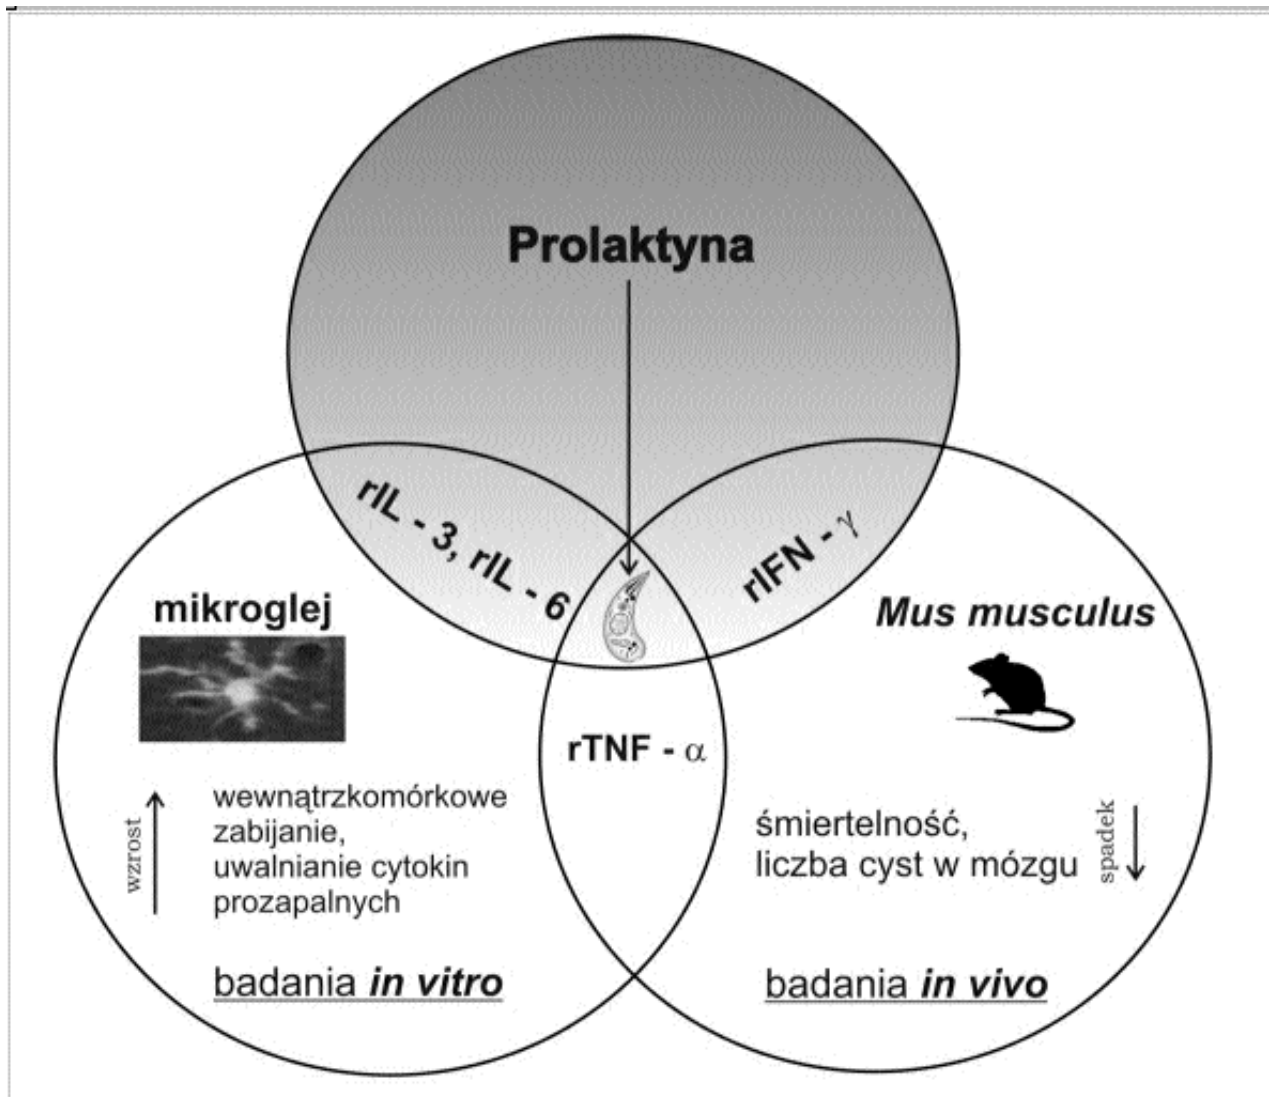 Prolaktyna
rIL - 3, rIL - 6
rIFN - γ
mikroglej
Mus musculus
rTNF - α
wzrost
wewnątrzkomórkowe
zabijanie,
uwalnianie cytokin
prozapalnych
śmiertelność,
liczba cyst w mózgu
spadek
badania in vitro
badania in vivo